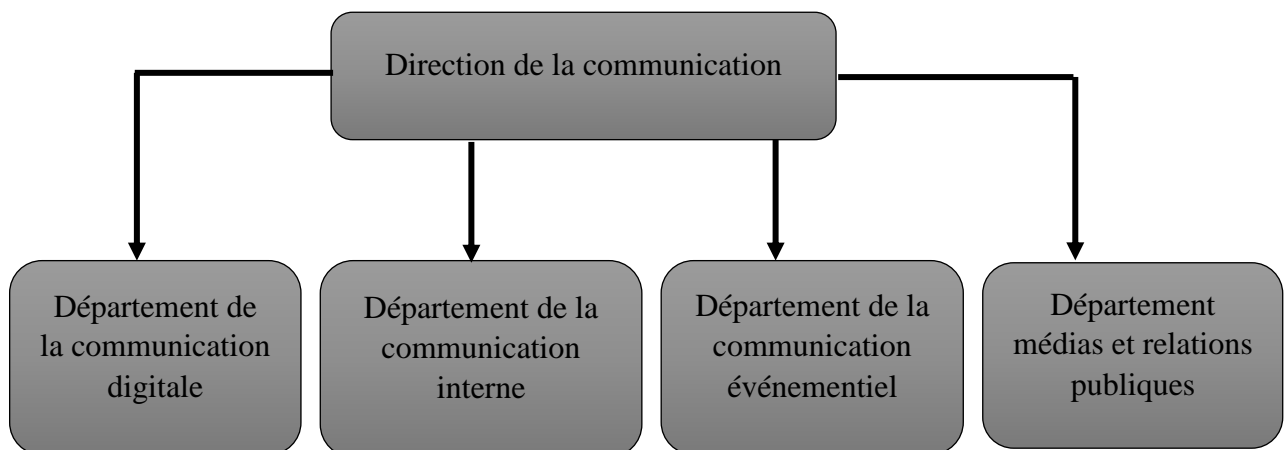 Direction de la communication
Département de
la communication
digitale
Département de la
communication
interne
Département de la
communication
événementiel
Département
médias et relations
publiques